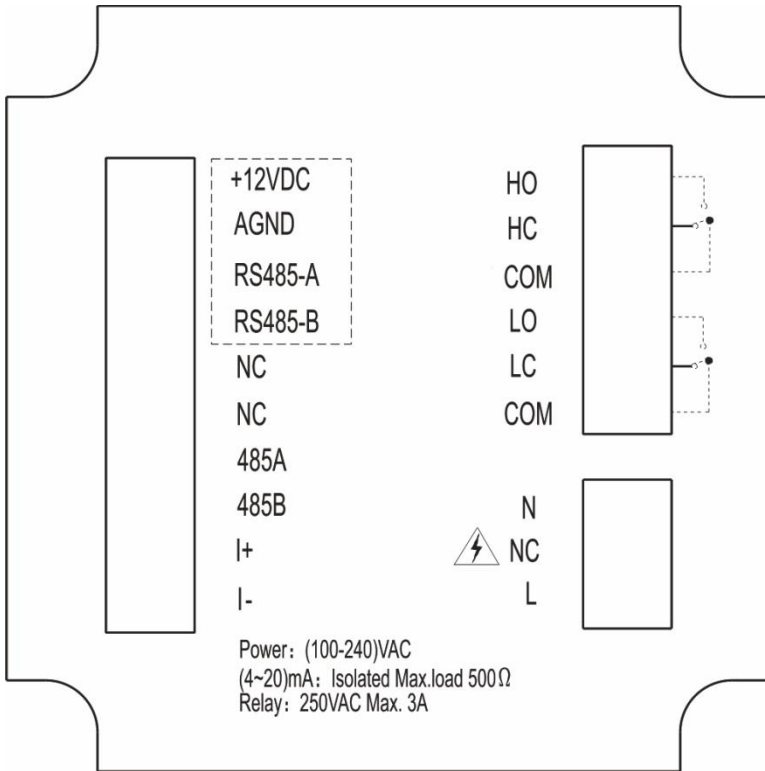 +12VDC
AGND
RS485-A
RS485-B
NC
NC
485A
485B
I+
I-
HO
HC
COM
LO
LC
COM
N
NC
L
Power: (100-240)VAC
(4~20)mA: Isolated Max.load 500Ω
Relay: 250VAC Max. 3A